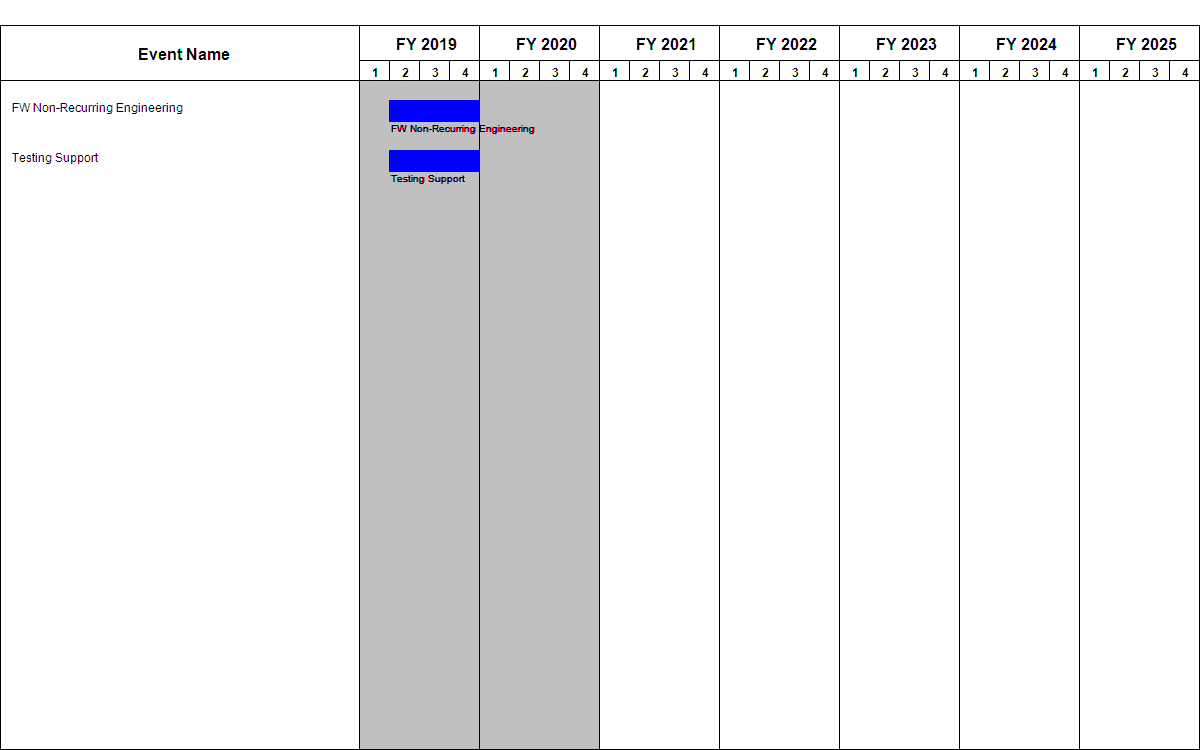 Event Name
FY 2019 FY 2020 FY 2021 FY 2022 FY 2023 FY 2024 FY 2025
1 2 3 4 1 2 3 4 1 2 3 4 1 2 3 4 1 2 3 4 1 2 3 4 1 2 3 4
FW Non-Recurring Engineering
FW Non-Recurring Engineering
Testing Support
Testing Support